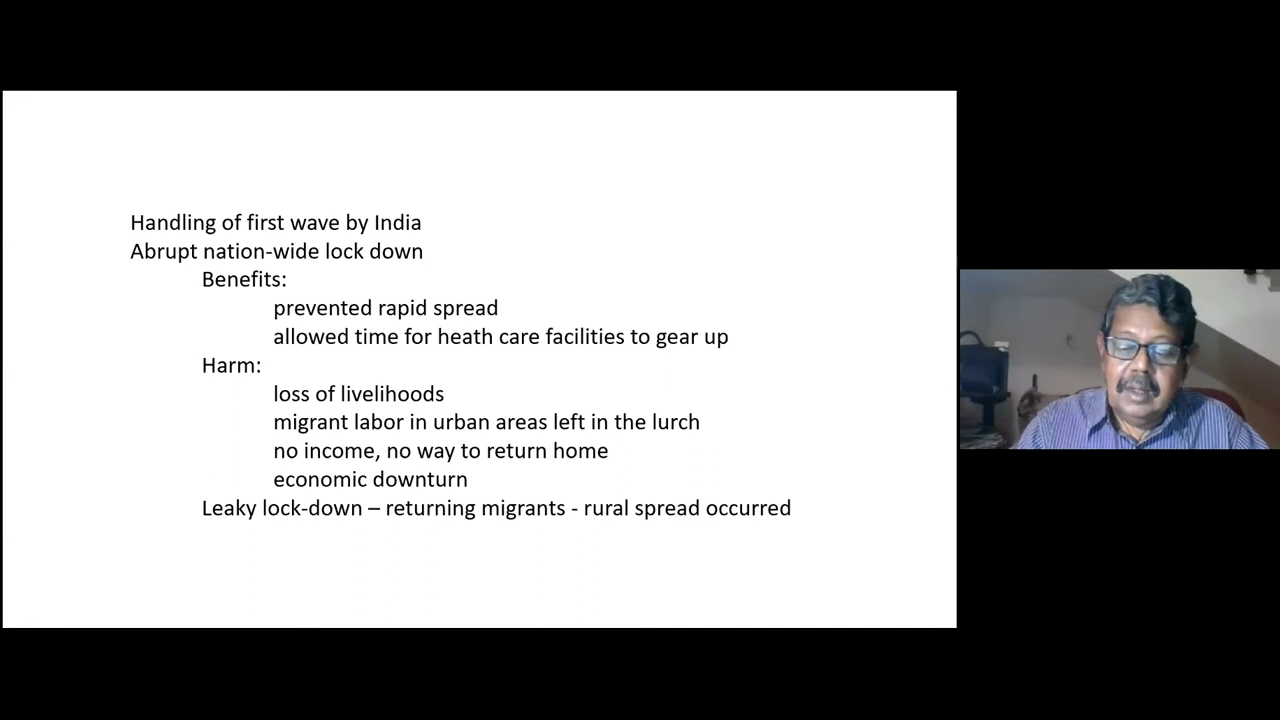 Handling of first wave by India
Abrupt nation-wide lock down
Benefits:
prevented rapid spread
allowed time for heath care facilities to gear up
Harm:
loss of livelihoods
migrant labor in urban areas left in the lurch
no income, no way to return home
economic downturn
Leaky lock-down – returning migrants - rural spread occurred